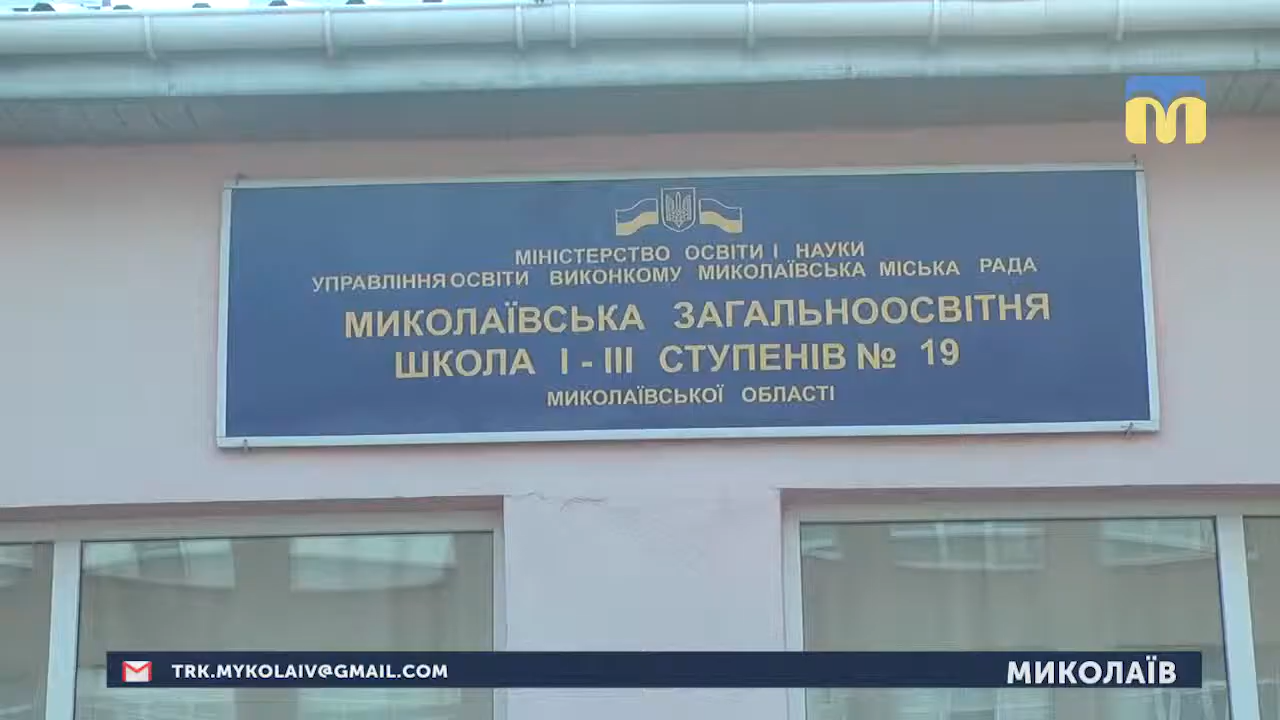 МІНІСТЕРСТВО ОСВІТИ І НАУКИ
УПРАВЛІННЯ ОСВІТИ ВИКОНКОМУ МИКОЛАЇВСЬКА МІСЬКА РАДА
МИКОЛАЇВСЬКА ЗАГАЛЬНООСВІТНЯ
ШКОЛА І - ІІІ СТУПЕНІВ № 19
МИКОЛАЇВСЬКОЇ ОБЛАСТІ
TRK.MYKOLAIV@GMAIL.COM
МИКОЛАЇВ